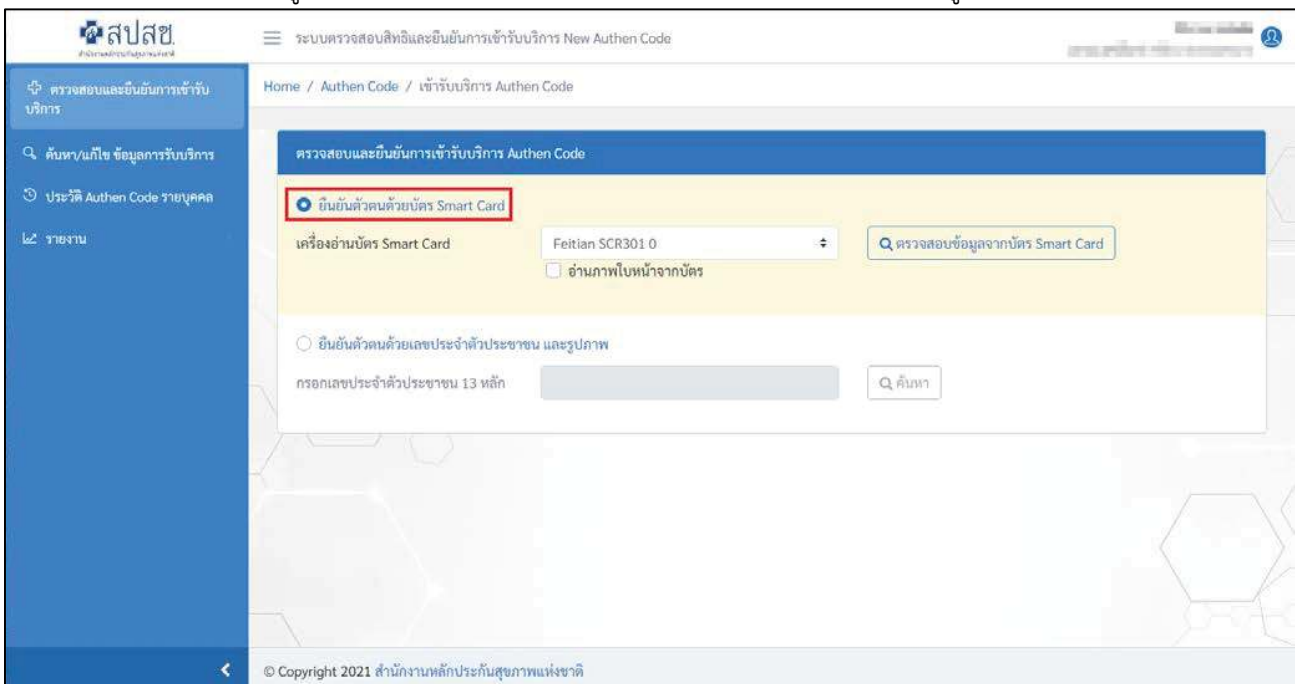 สปสช.
ระบบตรวจสอบสิทธิและยืนยันการเข้ารับบริการ New Authen Code
ตรวจสอบและยืนยันการเข้ารับ
บริการ
ค้นหา/แก้ไข ข้อมูลการรับบริการ
ประวัติ Authen Code รายบุคคล
รายงาน
Home / Authen Code / เข้ารับบริการ Authen Code
ตรวจสอบและยืนยันการเข้ารับบริการ Authen Code
ยืนยันตัวตนด้วยบัตร Smart Card
เครื่องอ่านบัตร Smart Card Feitian SCR301 0 ตรวจสอบข้อมูลจากบัตร Smart Card
อ่านภาพใบหน้าจากบัตร
ยืนยันตัวตนด้วยเลขประจำตัวประชาชน และรูปภาพ
กรอกเลขประจำตัวประชาชน 13 หลัก ค้นหา
© Copyright 2021 สำนักงานหลักประกันสุขภาพแห่งชาติ